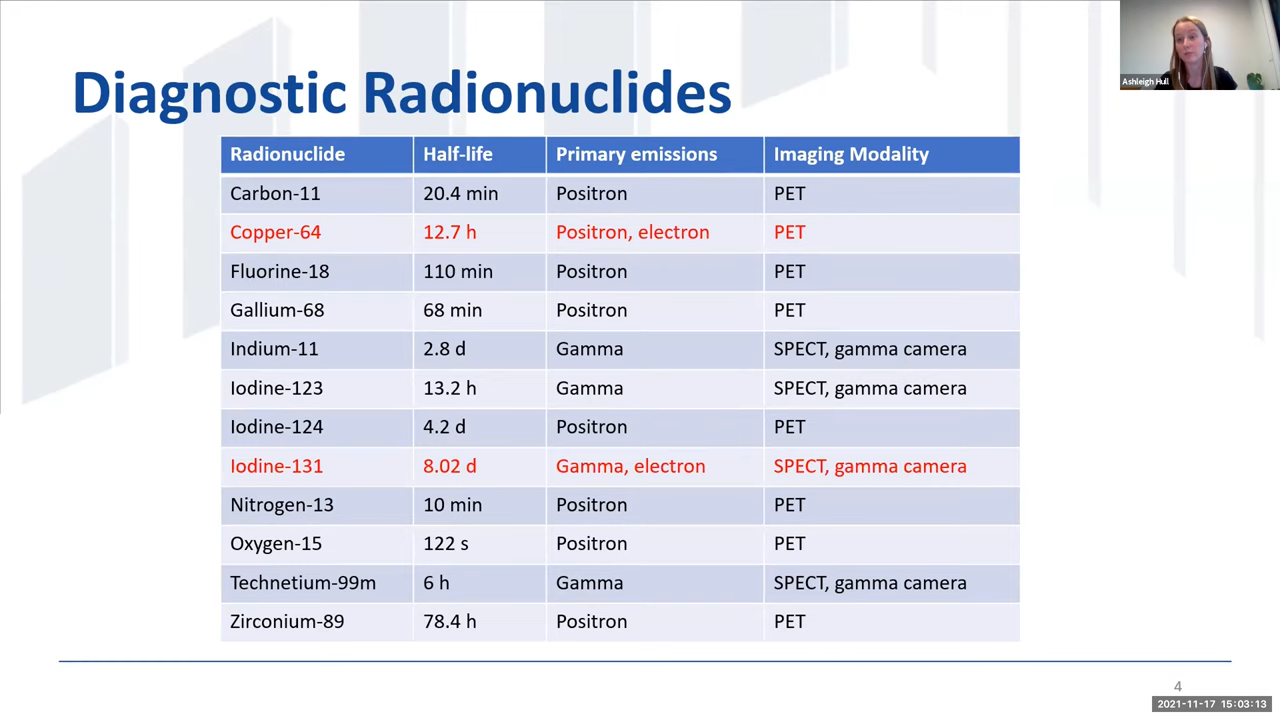 Ashleigh Hull
Diagnostic Radionuclides
Radionuclide Half-life Primary emissions Imaging Modality
Carbon-11 20.4 min Positron PET
Copper-64 12.7 h Positron, electron PET
Fluorine-18 110 min Positron PET
Gallium-68 68 min Positron PET
Indium-11 2.8 d Gamma SPECT, gamma camera
Iodine-123 13.2 h Gamma SPECT, gamma camera
Iodine-124 4.2 d Positron PET
Iodine-131 8.02 d Gamma, electron SPECT, gamma camera
Nitrogen-13 10 min Positron PET
Oxygen-15 122 s Positron PET
Technetium-99m 6 h Gamma SPECT, gamma camera
Zirconium-89 78.4 h Positron PET
4
2021-11-17 15:03:13